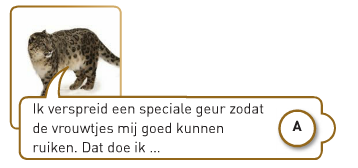 Ik verspreid een speciale geur zodat
de vrouwtjes mij goed kunnen
ruiken. Dat doe ik ...
A